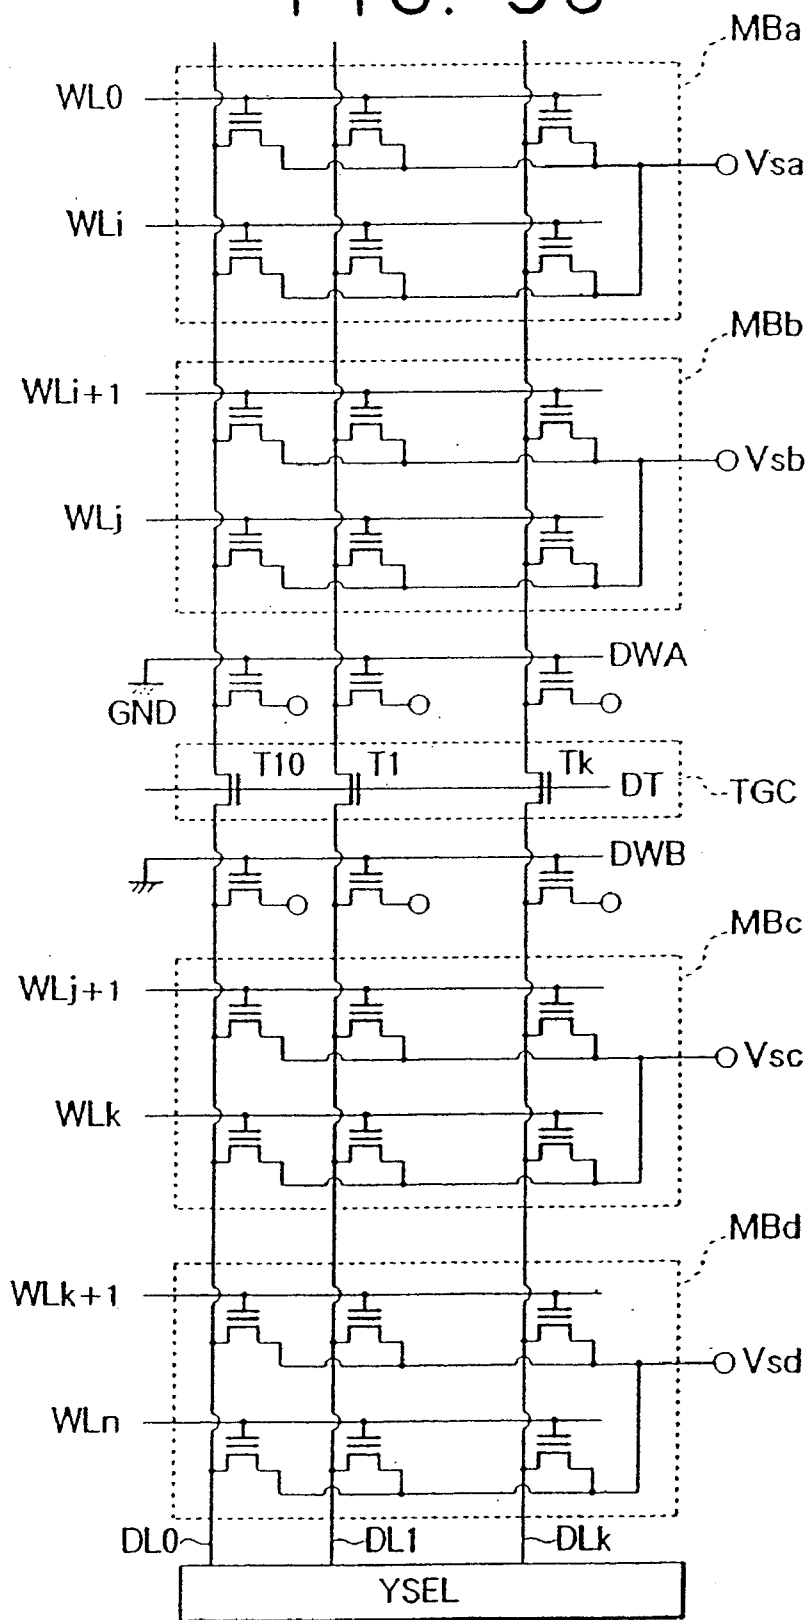 MBa
WL0
Vsa
WLi
MBb
WLi+1
Vsb
WLj
DWA
GND
T10 T1 Tk
DT TGC
DWB
MBc
WLj+1
Vsc
WLk
MBd
WLk+1
Vsd
WLn
DL0 DL1 DLk
YSEL